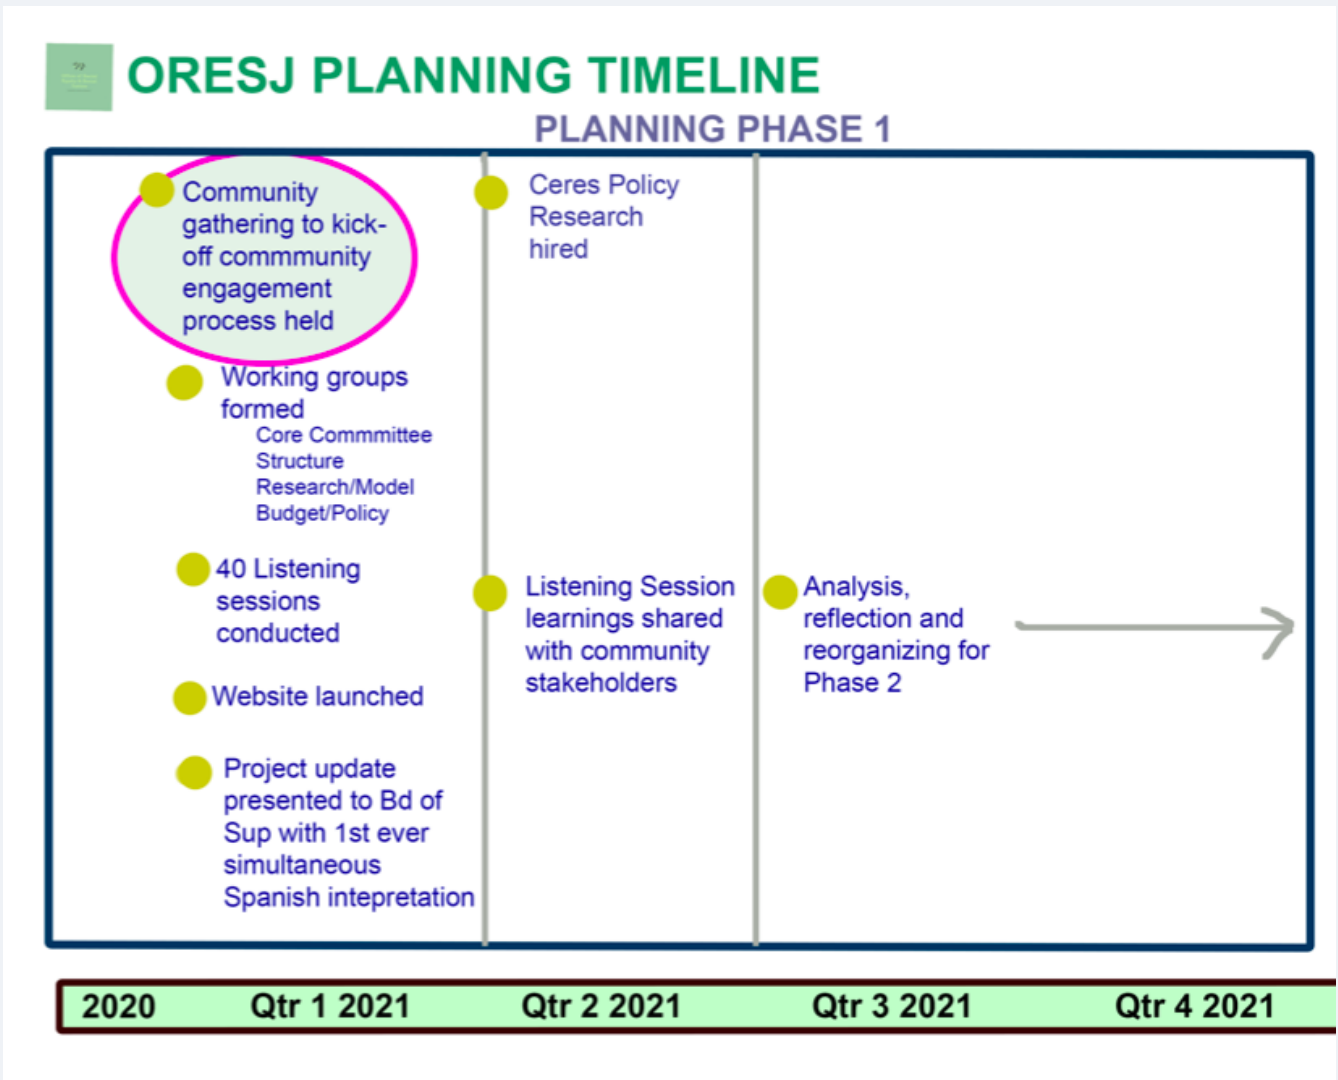 ORESJ PLANNING TIMELINE
PLANNING PHASE 1
Community
gathering to kick-
off commmunity
engagement
process held
Working groups
formed
Core Commmittee
Structure
Research/Model
Budget/Policy
40 Listening
sessions
conducted
Website launched
Project update
presented to Bd of
Sup with 1st ever
simultaneous
Spanish intepretation
Ceres Policy
Research
hired
Listening Session
learnings shared
with community
stakeholders
Analysis,
reflection and
reorganizing for
Phase 2
2020 Qtr 1 2021 Qtr 2 2021 Qtr 3 2021 Qtr 4 2021